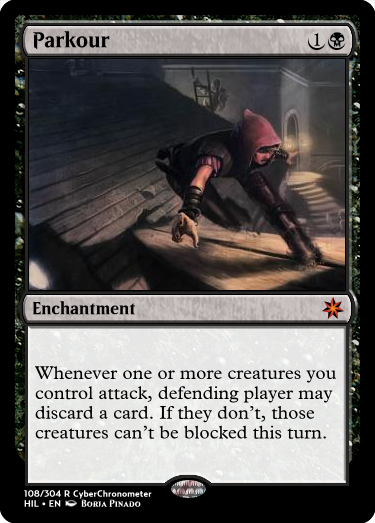 Parkour 1
Enchantment
Whenever one or more creatures you
control attack, defending player may
discard a card. If they don't, those
creatures can't be blocked this turn.
108/304 R CyberChronometer
HIL • EN Borja Pinado